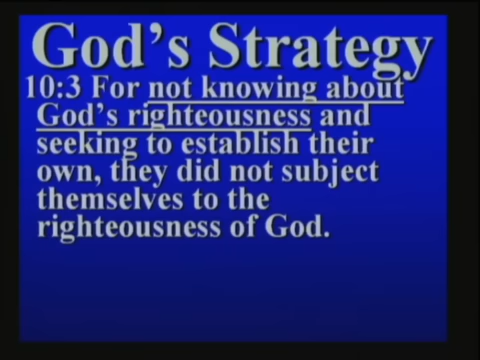 God's Strategy
10:3 For not knowing about
God's righteousness and
seeking to establish their
own, they did not subject
themselves to the
righteousness of God.